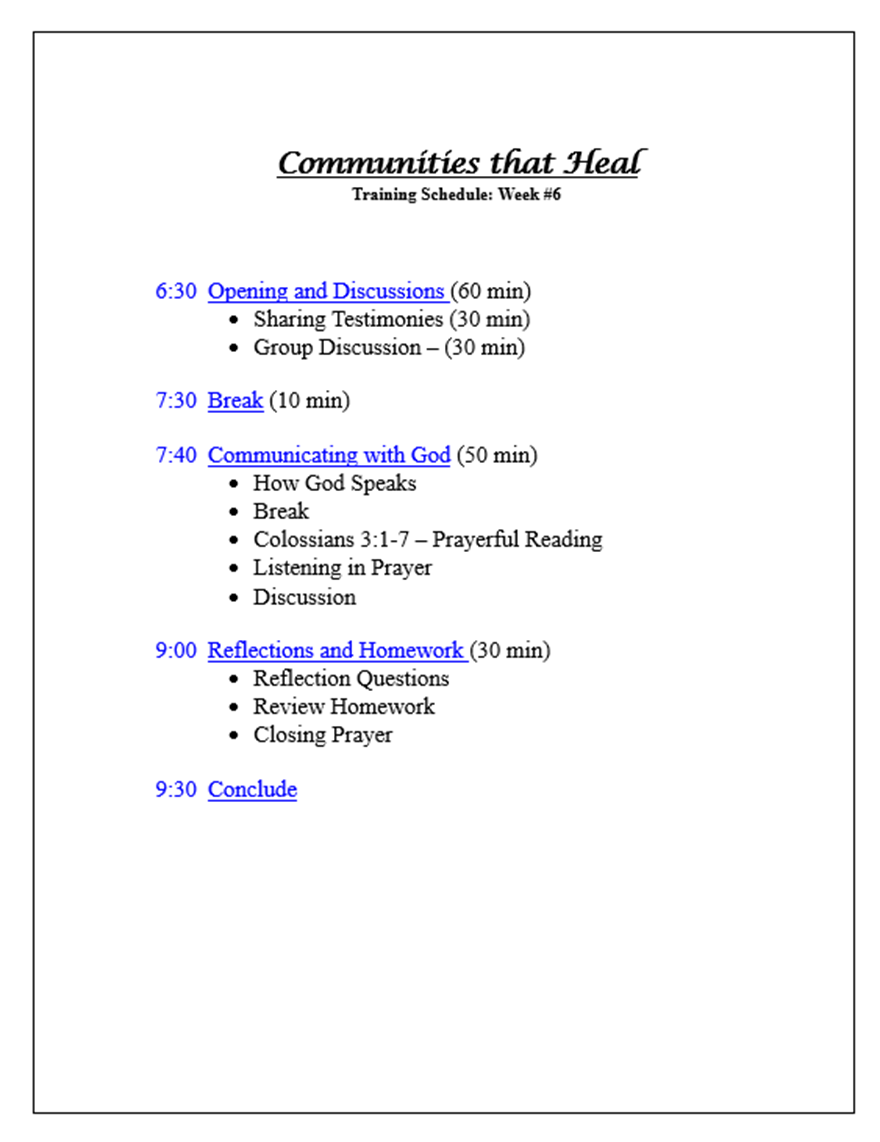 Communities that Heal
Training Schedule: Week #6
6:30 Opening and Discussions (60 min)
• Sharing Testimonies (30 min)
• Group Discussion – (30 min)
7:30 Break (10 min)
7:40 Communicating with God (50 min)
• How God Speaks
• Break
• Colossians 3:1-7 – Prayerful Reading
• Listening in Prayer
• Discussion
9:00 Reflections and Homework (30 min)
• Reflection Questions
• Review Homework
• Closing Prayer
9:30 Conclude